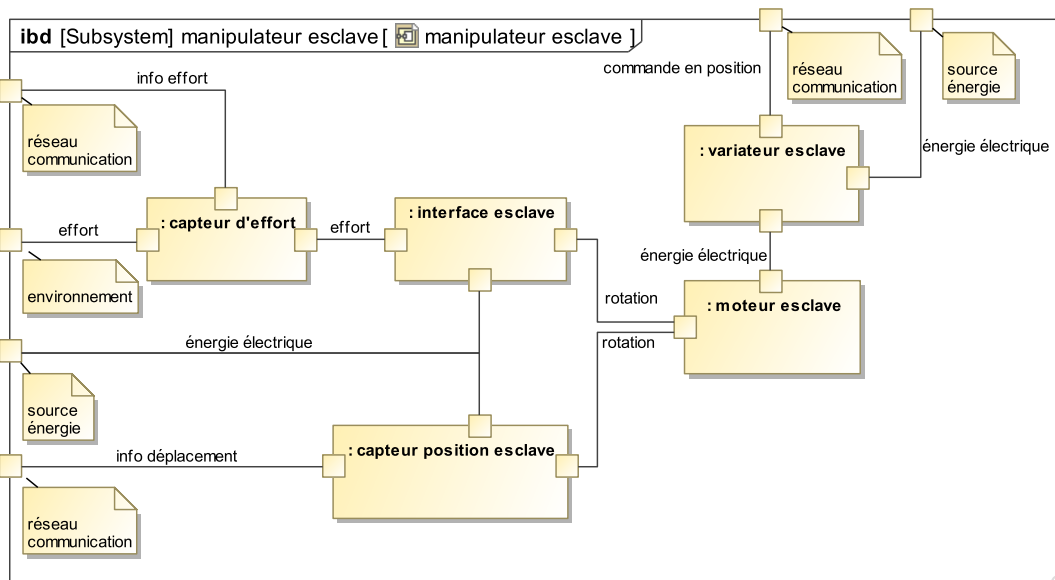 ibd [Subsystem] manipulateur esclave [ manipulateur esclave ]
info effort
réseau
communication
commande en position
réseau
communication
source
énergie
: variateur esclave
énergie électrique
effort
: capteur d'effort
effort
: interface esclave
environnement
énergie électrique
rotation
: moteur esclave
énergie électrique
rotation
source
énergie
info déplacement
: capteur position esclave
réseau
communication